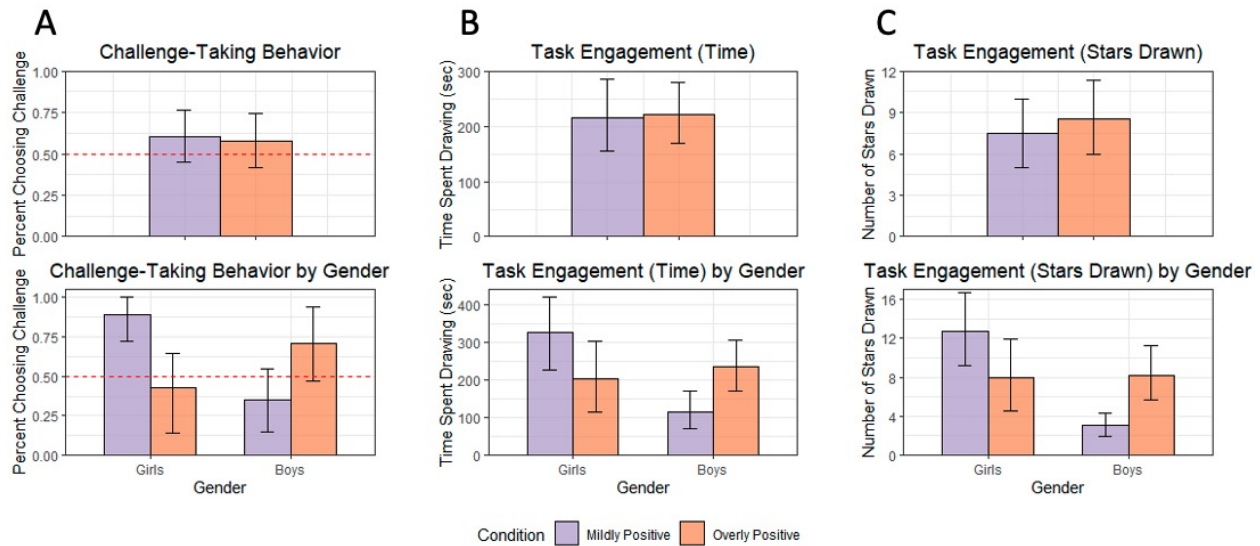 A
Challenge-Taking Behavior
Percent Choosing Challenge
1.00
0.75
0.50
0.25
0.00
Challenge-Taking Behavior by Gender
Percent Choosing Challenge
1.00
0.75
0.50
0.25
0.00
Girls Boys
Gender
B
Task Engagement (Time)
Time Spent Drawing (sec)
300
200
100
0
Task Engagement (Time) by Gender
Time Spent Drawing (sec)
400
300
200
100
0
Girls Boys
Gender
C
Task Engagement (Stars Drawn)
Number of Stars Drawn
12
9
6
3
0
Task Engagement (Stars Drawn) by Gender
Number of Stars Drawn
16
12
8
4
0
Girls Boys
Gender
Condition Mildly Positive Overly Positive